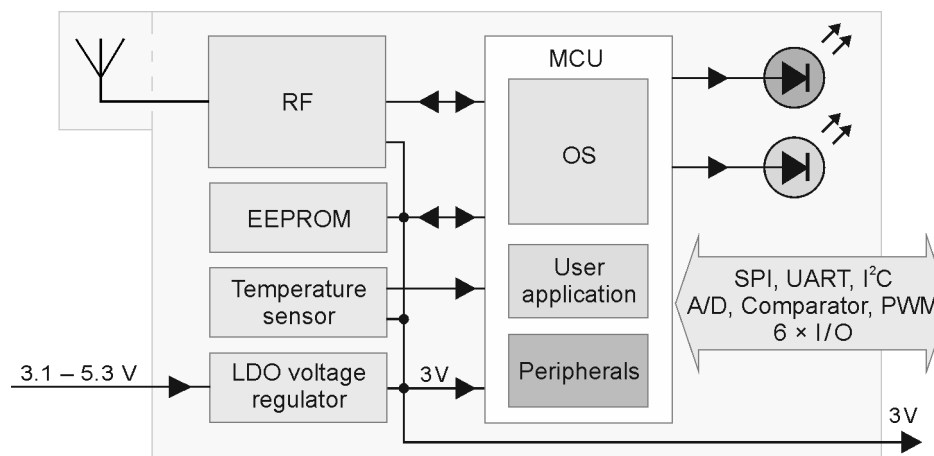 MCU
RF
OS
EEPROM
User
application
Temperature
sensor
SPI, UART, I²C
A/D, Comparator, PWM
6 × I/O
3.1 – 5.3 V
LDO voltage
regulator
3V
Peripherals
3V